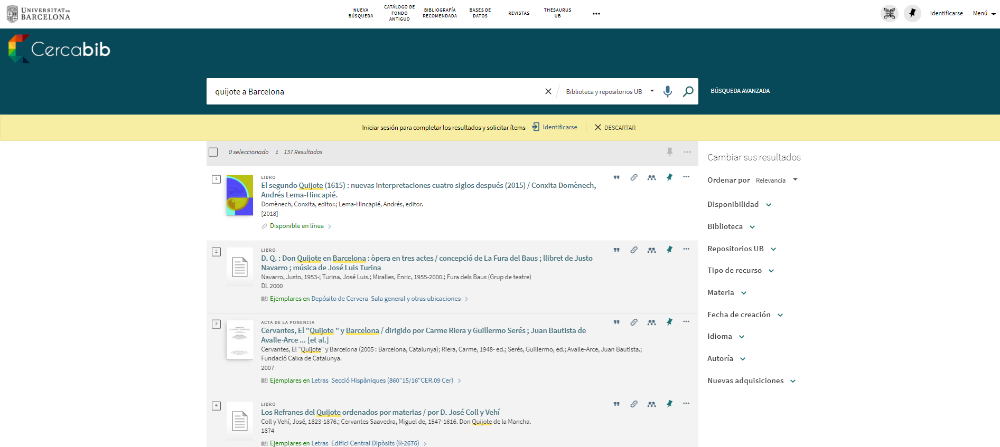 UNIVERSITAT DE
BARCELONA
NUEVA
BÚSQUEDA
CATÁLOGO DE
FONDO
ANTIGUO
BIBLIOGRAFÍA
RECOMENDADA
BASES DE
DATOS
REVISTAS
THESAURUS
UB
Identificarse
Menú
Cercabib
quijote a Barcelona
Biblioteca y repositorios UB
BÚSQUEDA AVANZADA
Iniciar sesión para completar los resultados y solicitar ítems
Identificarse
DESCARTAR
0 seleccionado 1 137 Resultados
1
LIBRO
El segundo Quijote (1615) : nuevas interpretaciones cuatro siglos después (2015) / Conxita Domènech,
Andrés Lema-Hincapié.
Domènech, Conxita, editor.; Lema-Hincapié, Andrés, editor.
[2018]
Disponible en línea
2
LIBRO
D. Q. : Don Quijote en Barcelona : òpera en tres actes / concepció de La Fura del Baus ; llibret de Justo
Navarro ; música de José Luis Turina
Navarro, Justo, 1953-; Turina, José Luis.; Miralles, Enric, 1955-2000.; Fura dels Baus (Grup de teatre)
DL 2000
Ejemplares en Depósito de Cervera Sala general y otras ubicaciones
3
ACTA DE LA PONENCIA
Cervantes, El "Quijote " y Barcelona / dirigido por Carme Riera y Guillermo Serés ; Juan Bautista de
Avalle-Arce ... [et al.]
Cervantes, El "Quijote" y Barcelona (2005 : Barcelona, Catalunya); Riera, Carme, 1948- ed.; Serés, Guillermo, ed.; Avalle-Arce, Juan Bautista.;
Fundació Caixa de Catalunya.
2007
Ejemplares en Letras Secció Hispàniques (860"15/16"CER.09 Cer)
4
LIBRO
Los Refranes del Quijote ordenados por materias / por D. José Coll y Vehí
Coll y Vehí, José, 1823-1876.; Cervantes Saavedra, Miguel de, 1547-1616. Don Quijote de la Mancha.
1874
Ejemplares en Letras Edifici Central Dipòsits (R-2676)
Cambiar sus resultados
Ordenar por Relevancia
Disponibilidad
Biblioteca
Repositorios UB
Tipo de recurso
Materia
Fecha de creación
Idioma
Autoría
Nuevas adquisiciones